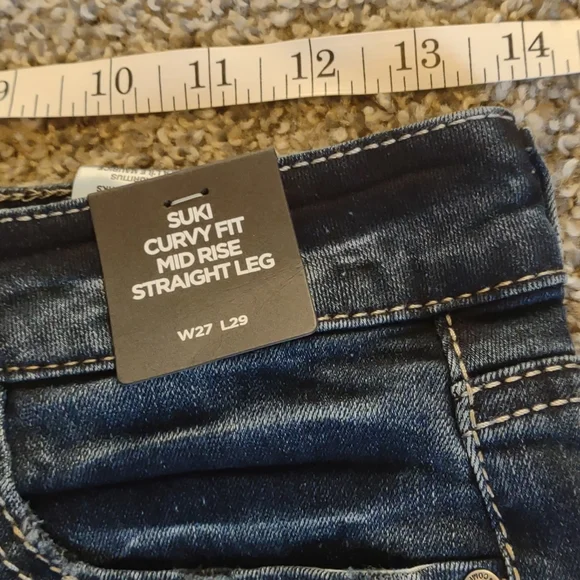 9 10 11 12 13 14
SUKI
CURVY FIT
MID RISE
STRAIGHT LEG
W27 L29